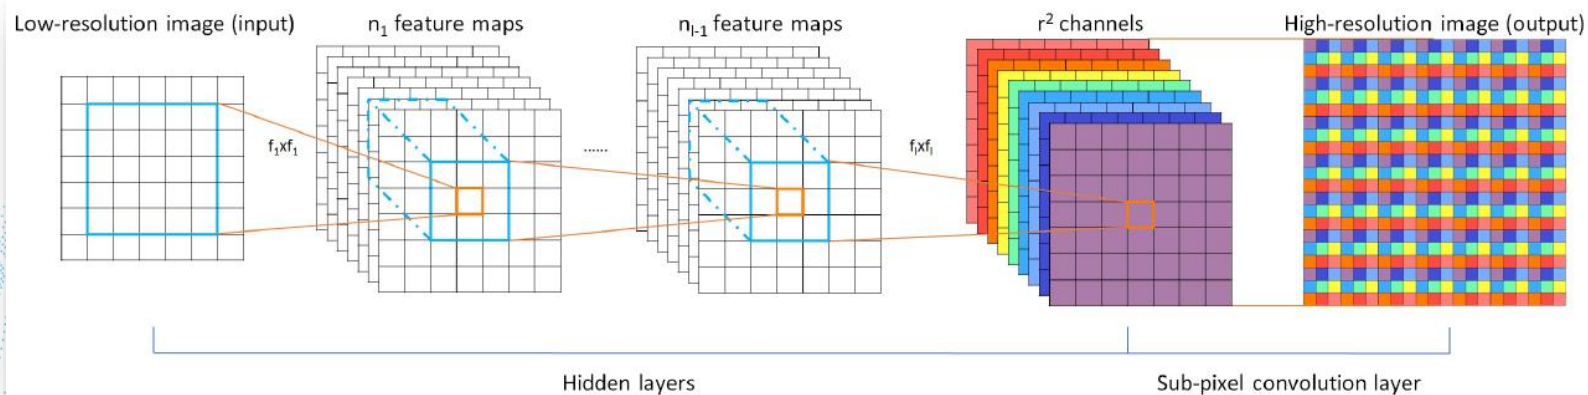 Low-resolution image (input)
n₁ feature maps
nₗ₋₁ feature maps
r² channels
High-resolution image (output)
f₁xf₁
......
fₗxfₗ
Hidden layers
Sub-pixel convolution layer